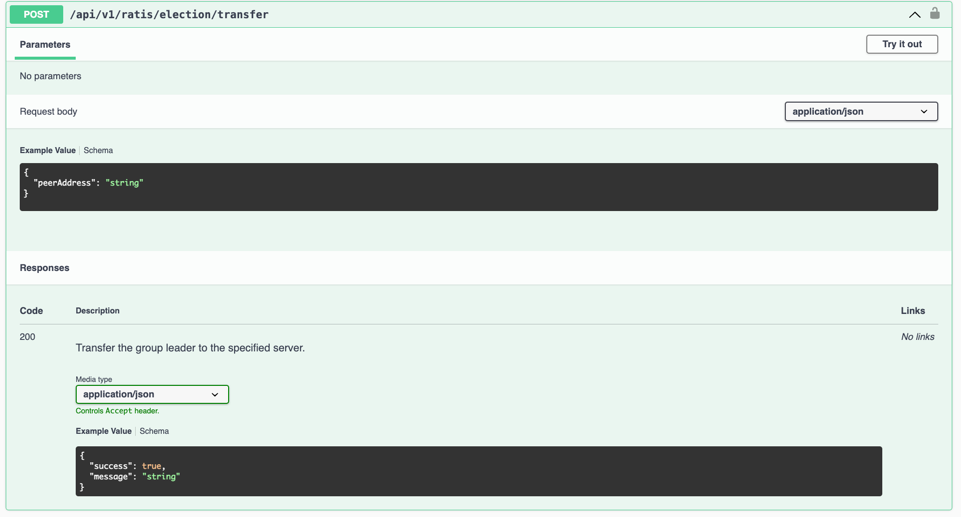 POST /api/v1/ratis/election/transfer
Parameters
Try it out
No parameters
Request body
application/json
Example Value Schema
{
"peerAddress": "string"
}
Responses
Code Description Links
200 No links
Transfer the group leader to the specified server.
Media type
application/json
Controls Accept header.
Example Value Schema
{
"success": true,
"message": "string"
}